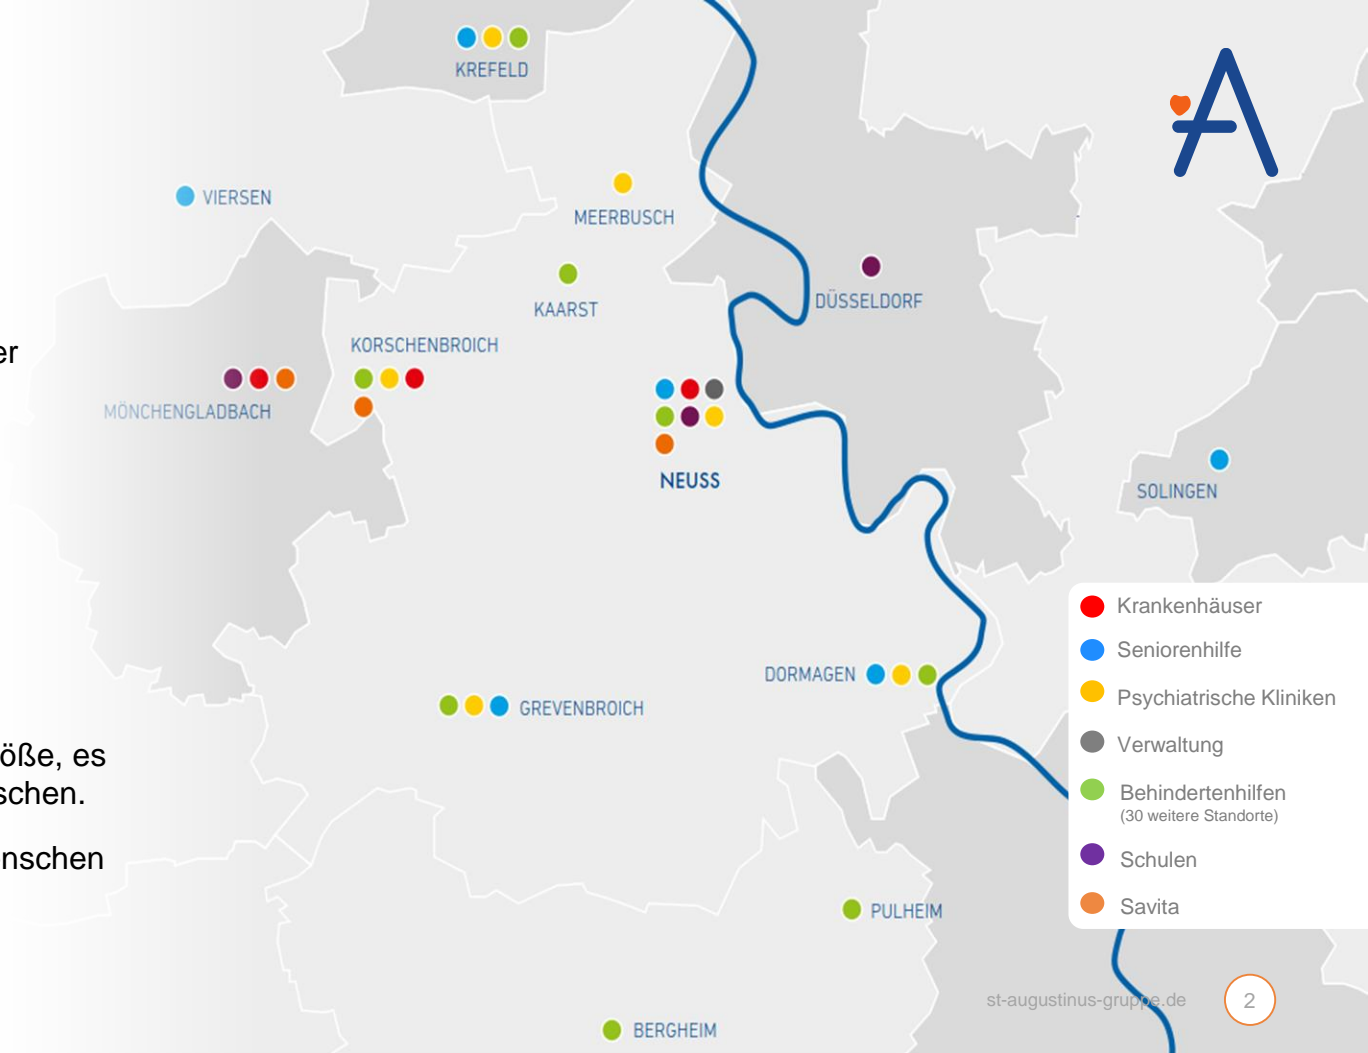 KREFELD
VIERSEN
MEERBUSCH
KAARST
DÜSSELDORF
er
KORSCHENBROICH
MÖNCHENGLADBACH
NEUSS
SOLINGEN
Krankenhäuser
Seniorenhilfe
DORMAGEN
Psychiatrische Kliniken
GREVENBROICH
Verwaltung
öße, es
schen.
Behindertenhilfen
(30 weitere Standorte)
nschen
Schulen
Savita
PULHEIM
st-augustinus-gruppe.de
2
BERGHEIM